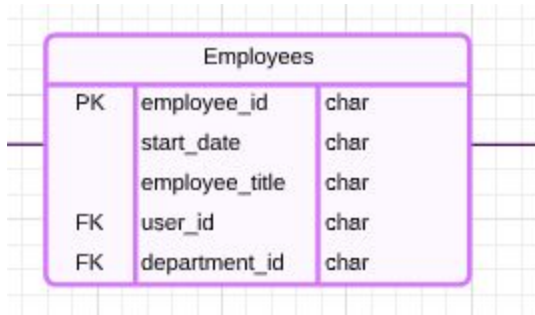 Employees
PK employee_id char
start_date char
employee_title char
FK user_id char
FK department_id char